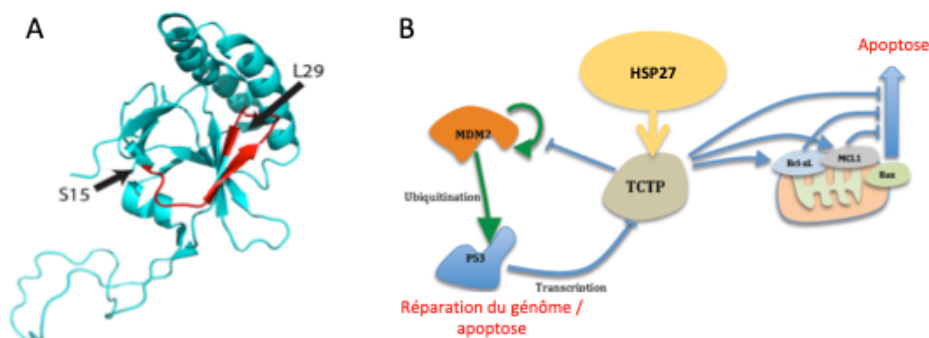 A
L29
S15
B
Apoptose
HSP27
MDM2
TCTP
Bcl-xL
MCL1
Bax
Ubiquitination
P53
Transcription
Réparation du génôme /
apoptose